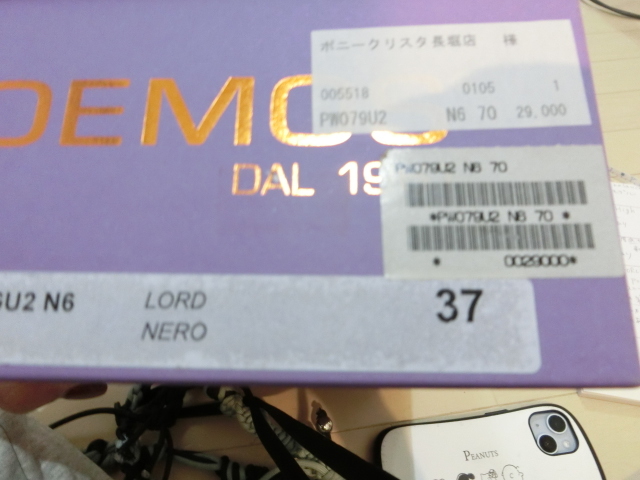 ポニークリスタ長堀店 様
005518 0105 1
PW079U2 N6 70 29,000
DEMO
DAL 19
PW079U2 N6 70
*PW079U2 N6 70 *
* 0029000*
U2 N6 LORD 37
NERO
PEANUTS